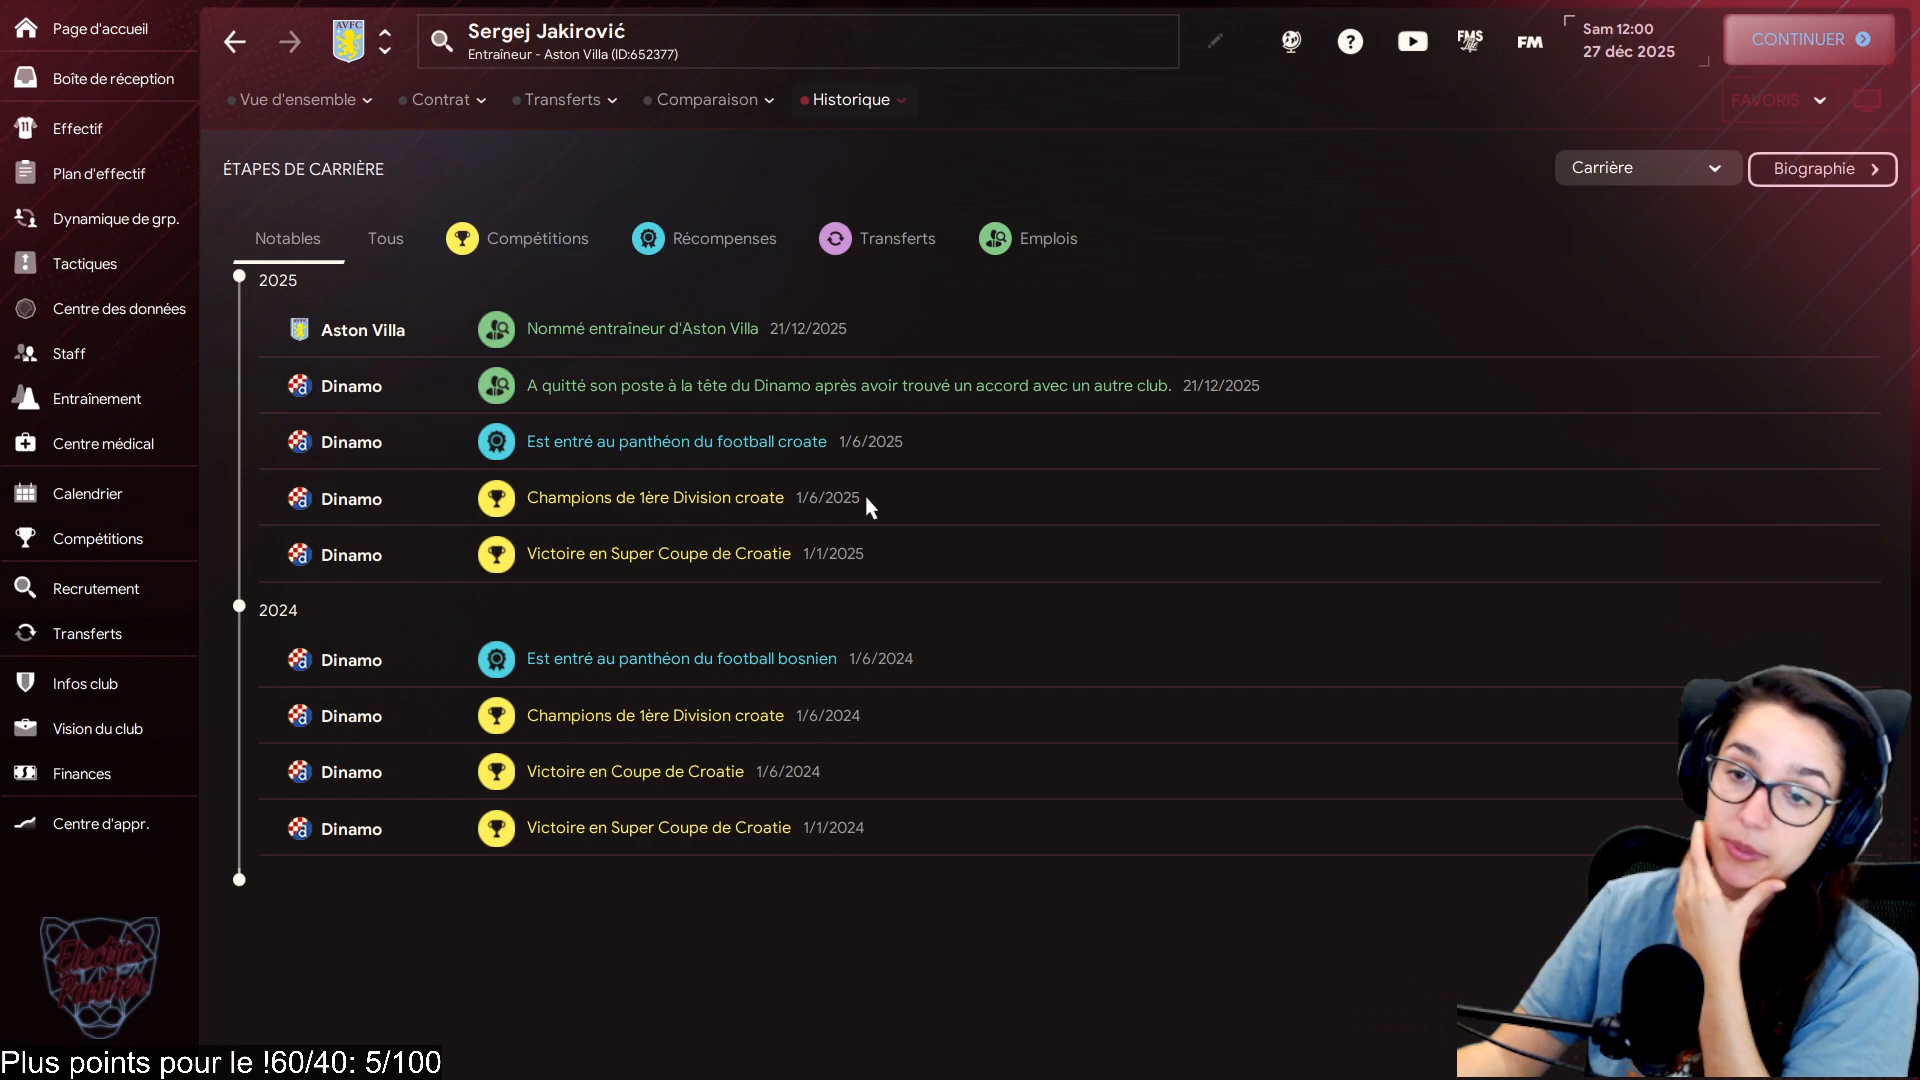 Page d'accueil
Boîte de réception
Effectif
Plan d'effectif
Dynamique de grp.
Tactiques
Centre des données
Staff
Entraînement
Centre médical
Calendrier
Compétitions
Recrutement
Transferts
Infos club
Vision du club
Finances
Centre d'appr.
Electric
Panther
AVFC
Sergej Jakirović
Entraîneur - Aston Villa (ID:652377)
FMS
life
FM
Sam 12:00
27 déc 2025
CONTINUER
Vue d'ensemble
Contrat
Transferts
Comparaison
Historique
FAVORIS
ÉTAPES DE CARRIÈRE
Carrière
Biographie
Notables
Tous
Compétitions
Récompenses
Transferts
Emplois
2025
Aston Villa Nommé entraîneur d'Aston Villa 21/12/2025
Dinamo A quitté son poste à la tête du Dinamo après avoir trouvé un accord avec un autre club. 21/12/2025
Dinamo Est entré au panthéon du football croate 1/6/2025
Dinamo Champions de 1ère Division croate 1/6/2025
Dinamo Victoire en Super Coupe de Croatie 1/1/2025
2024
Dinamo Est entré au panthéon du football bosnien 1/6/2024
Dinamo Champions de 1ère Division croate 1/6/2024
Dinamo Victoire en Coupe de Croatie 1/6/2024
Dinamo Victoire en Super Coupe de Croatie 1/1/2024
Plus points pour le !60/40: 5/100